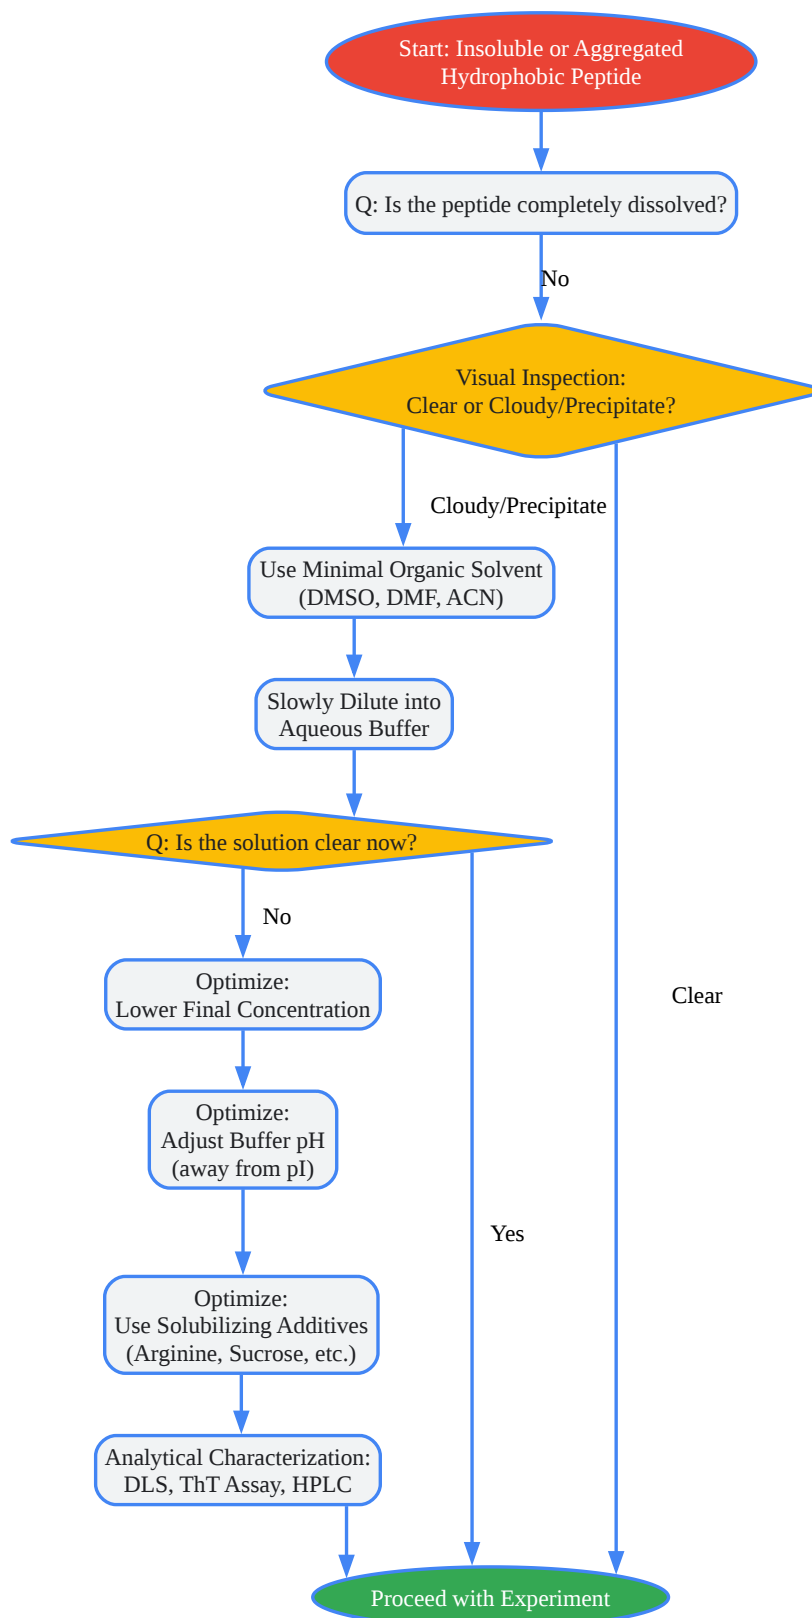 Start: Insoluble or Aggregated
Hydrophobic Peptide
Q: Is the peptide completely dissolved?
No
Visual Inspection:
Clear or Cloudy/Precipitate?
Cloudy/Precipitate
Use Minimal Organic Solvent
(DMSO, DMF, ACN)
Slowly Dilute into
Aqueous Buffer
Q: Is the solution clear now?
No
Optimize:
Lower Final Concentration
Clear
Optimize:
Adjust Buffer pH
(away from pI)
Yes
Optimize:
Use Solubilizing Additives
(Arginine, Sucrose, etc.)
Analytical Characterization:
DLS, ThT Assay, HPLC
Proceed with Experiment